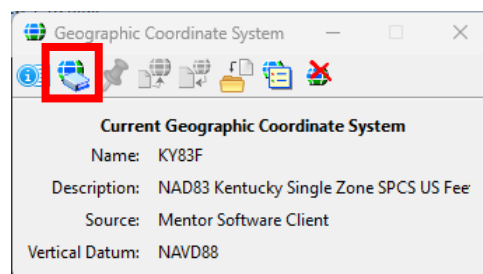 Geographic Coordinate System
Current Geographic Coordinate System
Name: KY83F
Description: NAD83 Kentucky Single Zone SPCS US Fee
Source: Mentor Software Client
Vertical Datum: NAVD88